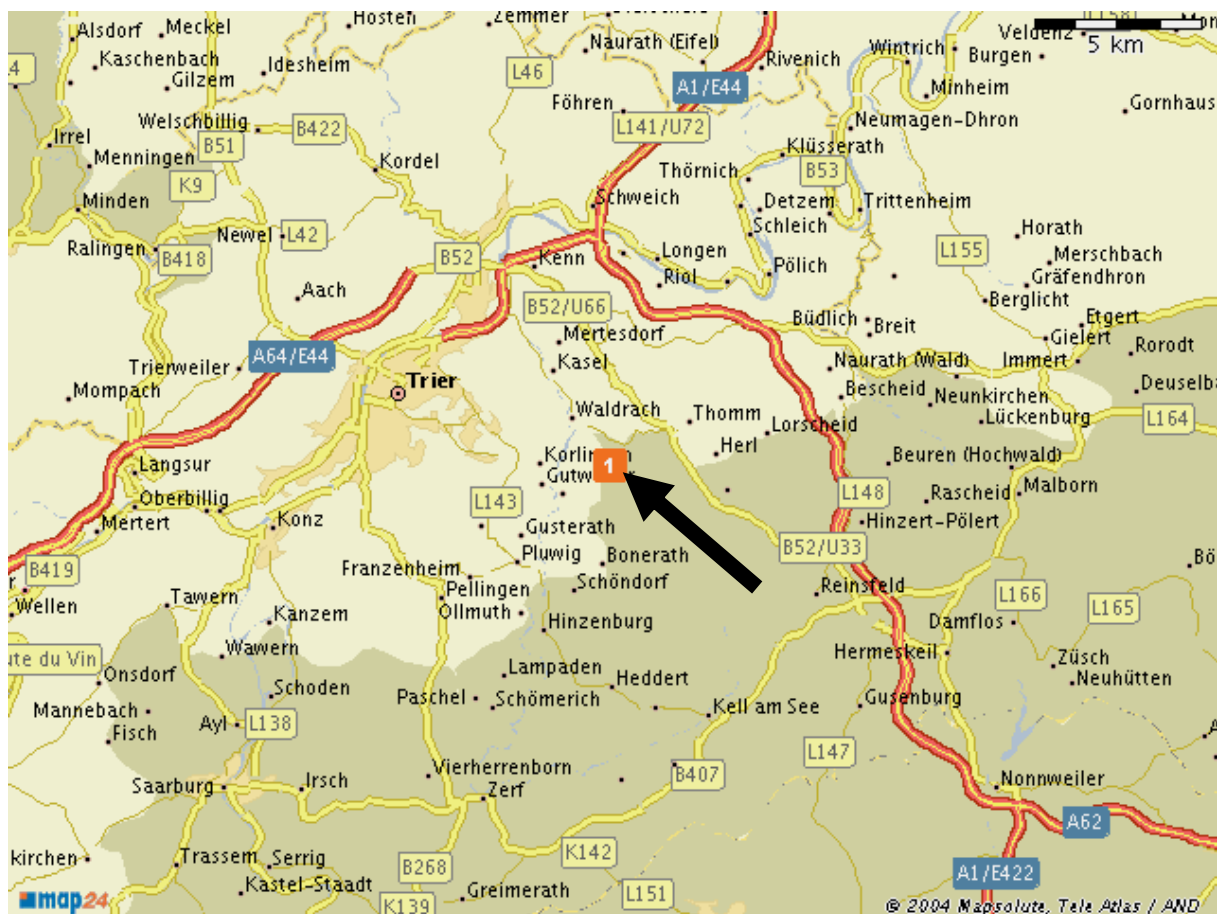 Hosten
Zemmer
L158
Mon
Alsdorf
Meckel
Naurath (Eifel)
Rivenich
Wintrich
Veldenz
Burgen
5 km
Kaschenbach
Gilzem
Idesheim
L46
A1/E44
Minheim
Gornhaus
Föhren
L141/U72
Neumagen-Dhron
Welschbillig
B422
B51
Irrel
Menningen
K9
Kordel
Klüsserath
Thörnich
B53
Minden
Schweich
Detzem
Trittenheim
Ralingen
Newel
L42
Schleich
Horath
B418
B52
Kenn
Longen
Pölich
L155
Merschbach
Riol
Gräfendhron
Aach
B52/U66
Berglicht
Büdlich
Breit
Etgert
Mertesdorf
Gielert
A64/E44
Kasel
Naurath (Wald)
Immert
Rorodt
Trierweiler
Trier
Bescheid
Neunkirchen
Mompach
Deuselba
Waldrach
Thomm
Lückenburg
L164
Lorscheid
Herl
Langsur
1
Beuren (Hochwald)
Malborn
Oberbillig
L143
L148
Rascheid
Mertert
Konz
Gusterath
Hinzert-Pölert
B419
Pluwig
Bonerath
B52/U33
Bö
Franzenheim
Pellingen
Schöndorf
Reinsfeld
Wellen
Tawern
Kanzem
Ollmuth
L166
L165
Hinzenburg
Damflos
ute du Vin
Wawern
Hermeskeil
Onsdorf
Lampaden
Heddert
Züsch
Neuhütten
Schoden
Paschel
Schömerich
Gusenburg
Mannebach
Ayl
L138
Kell am See
Fisch
L147
Vierherrenborn
B407
Saarburg
Irsch
Zerf
Nonnweiler
A62
kirchen
Trassem
Serrig
B268
K142
A1/E422
Kastel-Staadt
Greimerath
L151
K139
map24
© 2004 Mapsolute, Tele Atlas / AND